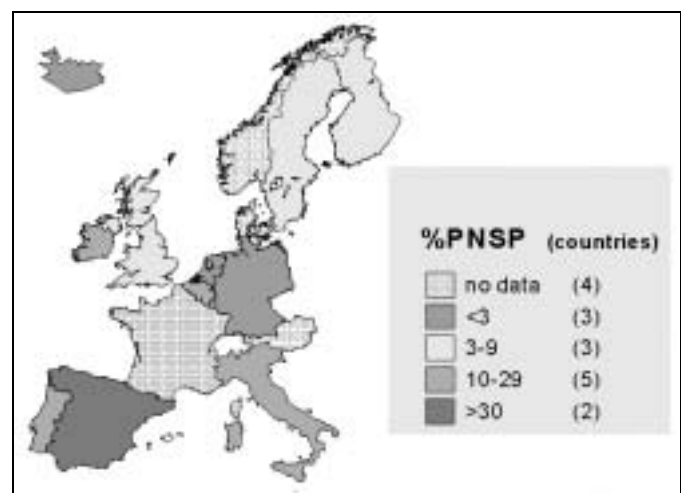 %PNSP (countries)
no data (4)
<3 (3)
3-9 (3)
10-29 (5)
>30 (2)